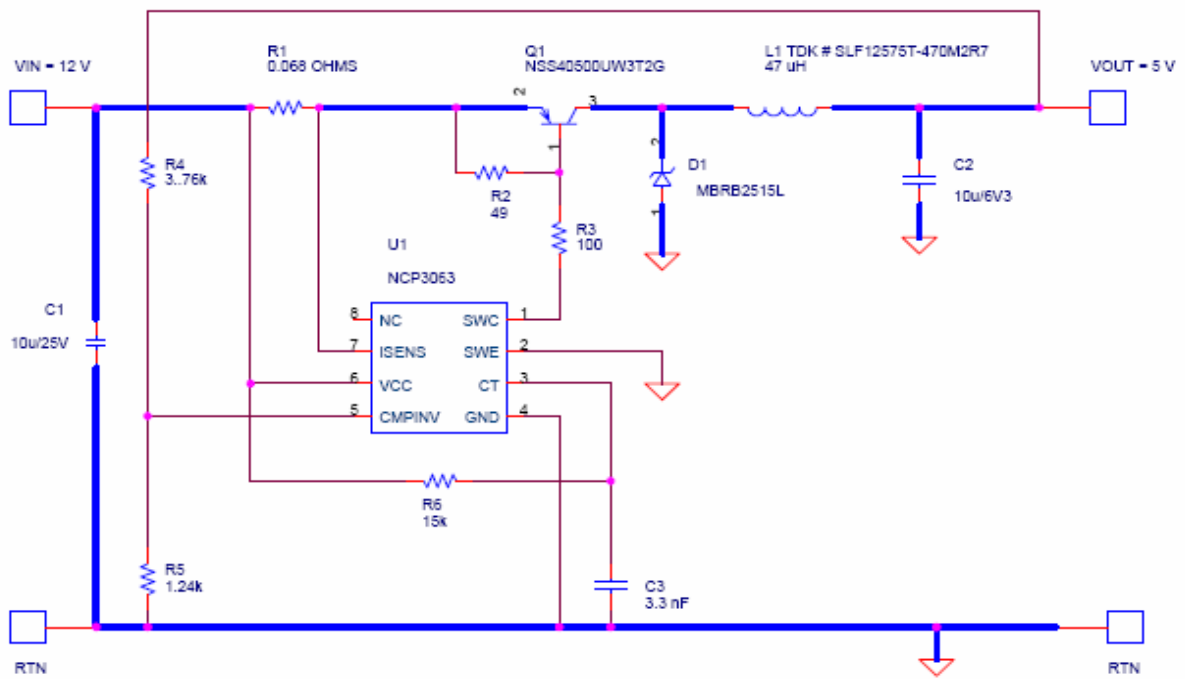 R1
0.068 OHMS
Q1
NSS40500UW3T2G
L1 TDK # SLF12575T-470M2R7
47 uH
VIN = 12 V
VOUT = 5 V
2
3
1
R4
3..76k
R2
49
R3
100
2
1
D1
MBRB2515L
C2
10u/6V3
U1
NCP3063
C1
10u/25V
8 NC SWC 1
7 ISENS SWE 2
6 VCC CT 3
5 CMPINV GND 4
R6
15k
R5
1.24k
C3
3.3 nF
RTN
RTN